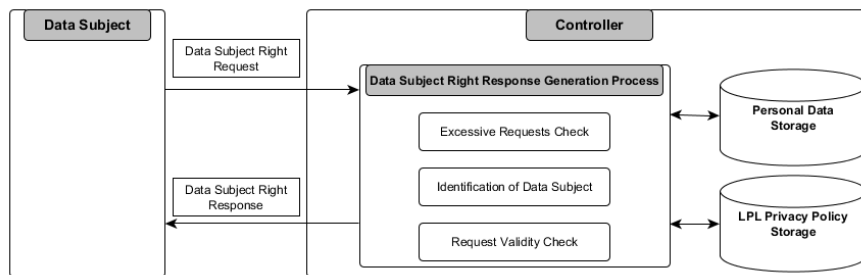 Data Subject
Controller
Data Subject Right
Request
Data Subject Right Response Generation Process
Excessive Requests Check
Identification of Data Subject
Request Validity Check
Personal Data
Storage
Data Subject Right
Response
LPL Privacy Policy
Storage